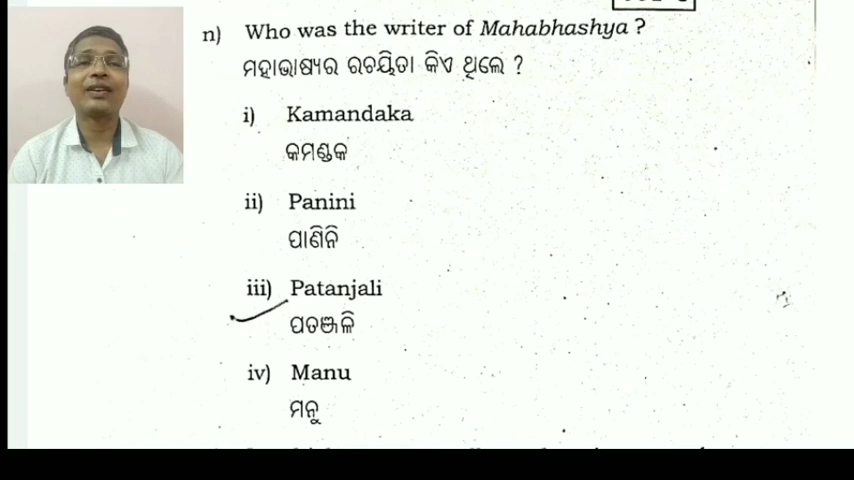 n) Who was the writer of Mahabhashya ?
ମହାଭାଷ୍ୟର ରଚୟିତା କିଏ ଥିଲେ ?
i) Kamandaka
କମଣ୍ଡକ
ii) Panini
ପାଣିନି
iii) Patanjali
ପତଞ୍ଜଳି
iv) Manu
ମନୁ